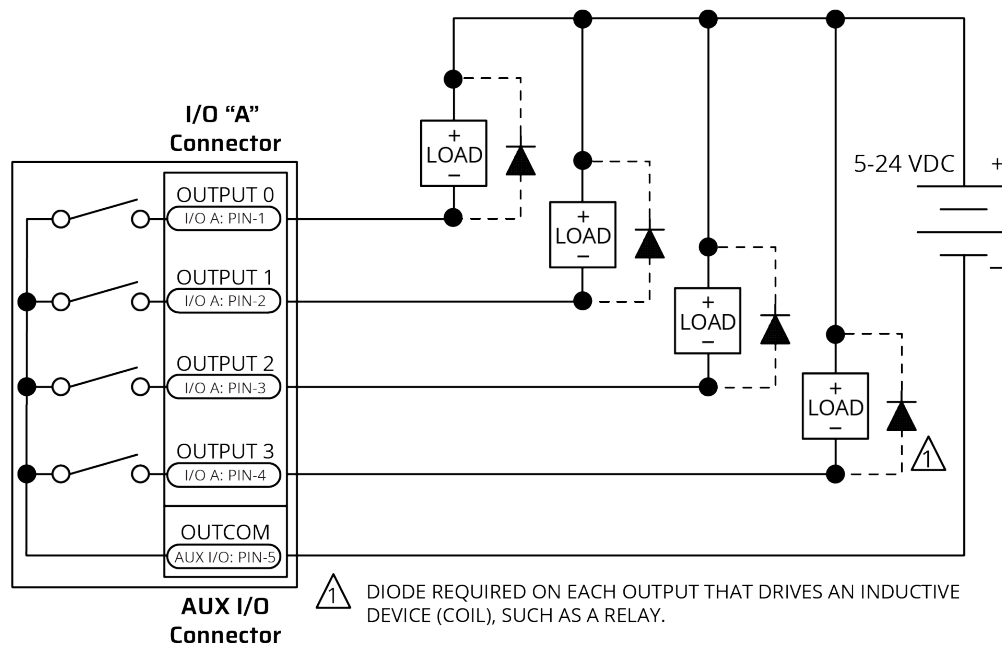 I/O “A”
Connector
OUTPUT 0
I/O A: PIN-1
OUTPUT 1
I/O A: PIN-2
OUTPUT 2
I/O A: PIN-3
OUTPUT 3
I/O A: PIN-4
OUTCOM
AUX I/O: PIN-5
AUX I/O
Connector
+
LOAD
–
+
LOAD
–
+
LOAD
–
+
LOAD
–
5-24 VDC
+
–
1
1
DIODE REQUIRED ON EACH OUTPUT THAT DRIVES AN INDUCTIVE
DEVICE (COIL), SUCH AS A RELAY.